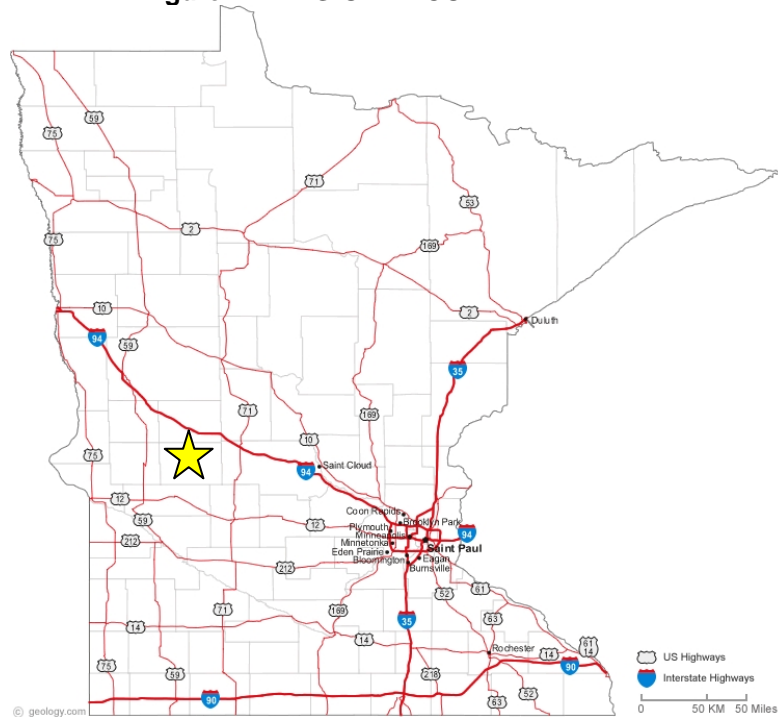 59
75
71
53
75
2
169
10
2
Duluth
94
59
35
71
169
10
75
Saint Cloud
94
12
Coon Rapids
59
12
Brooklyn Park
Plymouth
94
212
Minneapolis
Minnetonka
Saint Paul
Eden Prairie
Eagan
Bloomington
Burnsville
212
61
52
71
169
35
63
14
14
61
14
Rochester
14
US Highways
75
90
59
218
Interstate Highways
90
52
63
0 50 KM 50 Miles
© geology.com